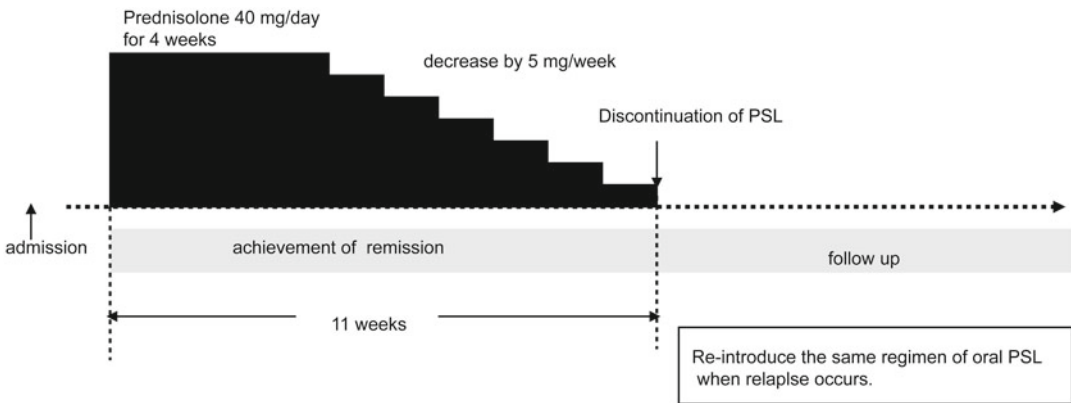 Prednisolone 40 mg/day
for 4 weeks
decrease by 5 mg/week
Discontinuation of PSL
admission
achievement of remission
follow up
11 weeks
Re-introduce the same regimen of oral PSL
when relaplse occurs.